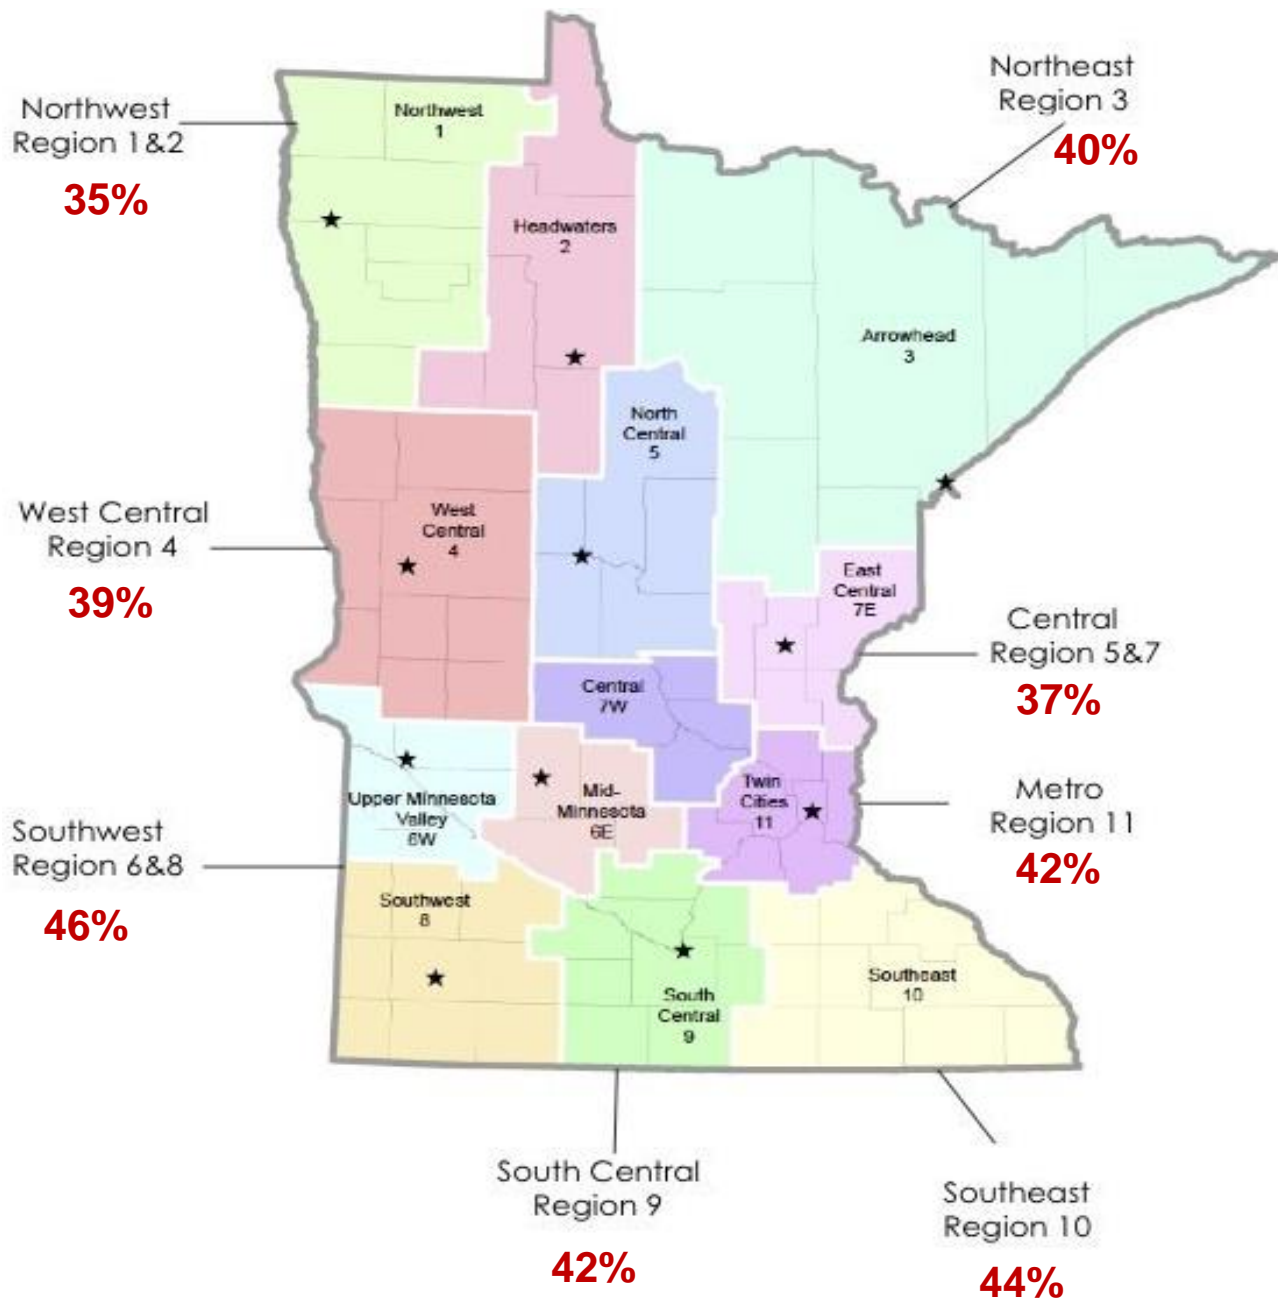 Northeast
Region 3
40%
Northwest
Region 1&2
35%
Northwest
1
Headwaters
2
Arrowhead
3
North
Central
5
West Central
Region 4
39%
West
Central
4
East
Central
7E
Central
Region 5&7
37%
Central
7W
Metro
Region 11
42%
Twin
Cities
11
Upper Minnesota
Valley
6W
Mid-
Minnesota
6E
Southwest
Region 6&8
46%
Southwest
8
South
Central
9
Southeast
10
South Central
Region 9
42%
Southeast
Region 10
44%